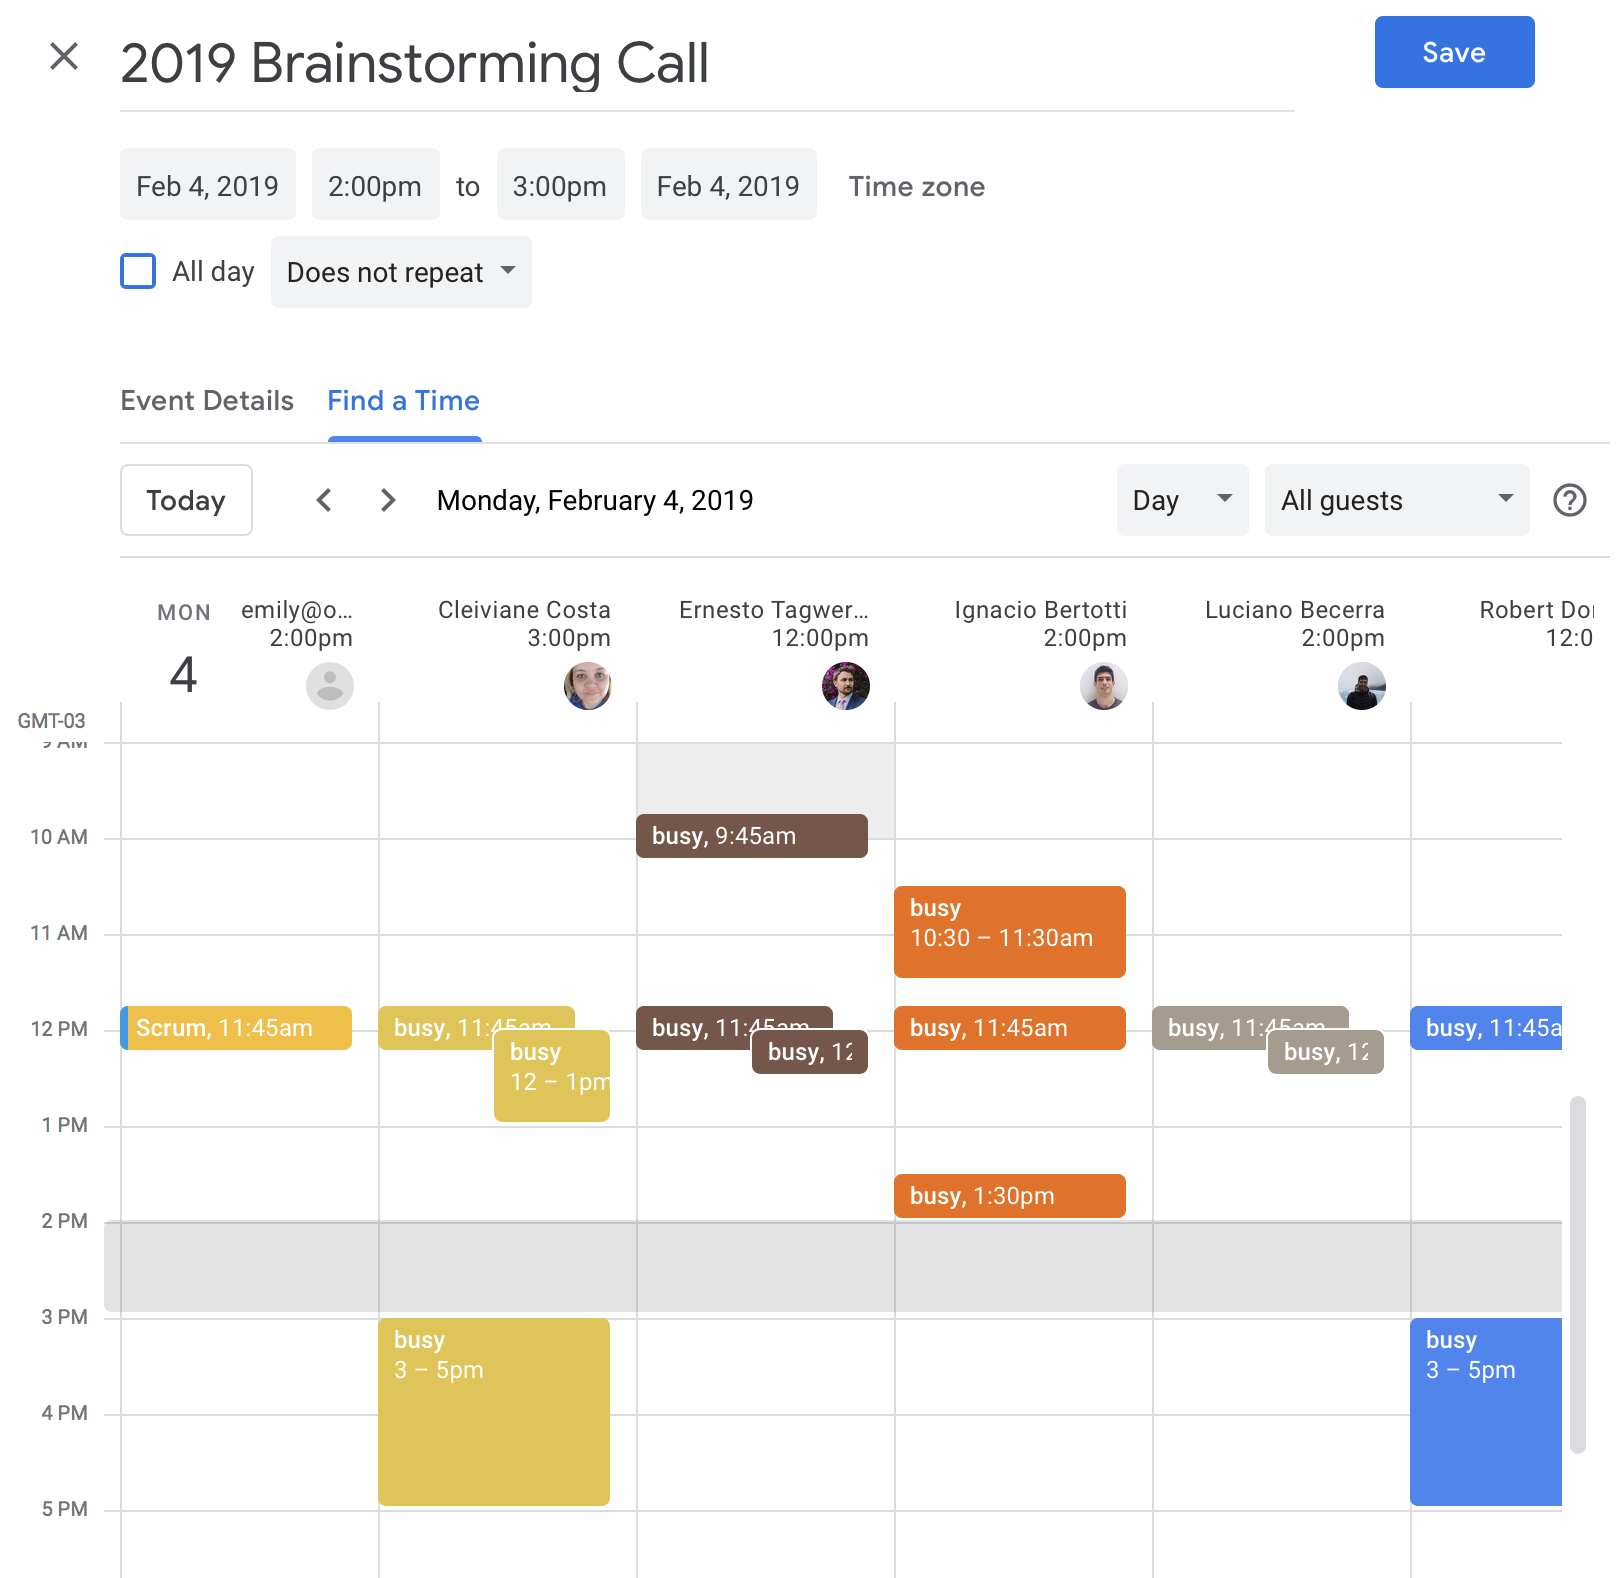 2019 Brainstorming Call
Save
Feb 4, 2019 2:00pm to 3:00pm Feb 4, 2019 Time zone
All day Does not repeat
Event Details Find a Time
Today Monday, February 4, 2019 Day All guests
MON
4
GMT-03
emily@o...
2:00pm
Cleiviane Costa
3:00pm
Ernesto Tagwer...
12:00pm
Ignacio Bertotti
2:00pm
Luciano Becerra
2:00pm
Robert Do
12:0
9 AM
busy, 9:45am
10 AM
busy
10:30 – 11:30am
11 AM
Scrum, 11:45am
busy, 11:45am
busy, 11:45am
busy, 11:45am
busy, 11:45am
busy, 11:45a
12 PM
busy
12 – 1pm
busy, 12
busy, 12
1 PM
busy, 1:30pm
2 PM
3 PM
busy
3 – 5pm
busy
3 – 5pm
4 PM
5 PM